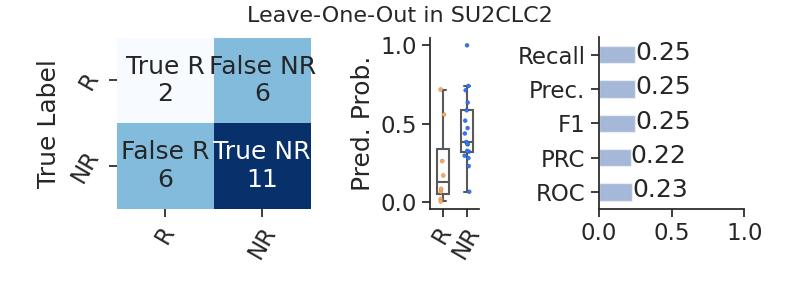 Leave-One-Out in SU2CLC2
True Label
R
NR
True R
2
False NR
6
False R
6
True NR
11
R
NR
Pred. Prob.
1.0
0.5
0.0
R
NR
Recall
0.25
Prec.
0.25
F1
0.25
PRC
0.22
ROC
0.23
0.0
0.5
1.0